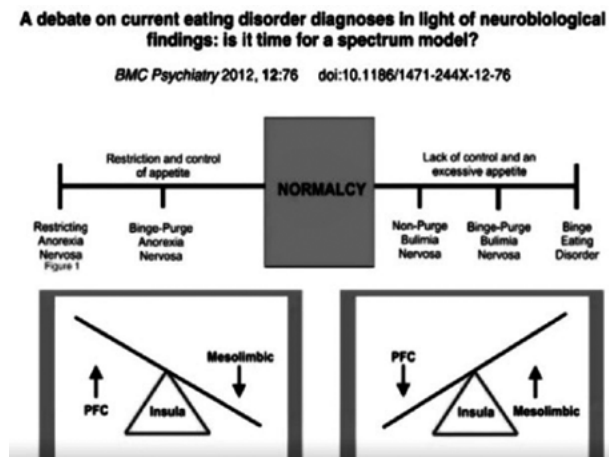 A debate on current eating disorder diagnoses in light of neurobiological
findings: is it time for a spectrum model?
BMC Psychiatry 2012, 12:76 doi:10.1186/1471-244X-12-76
Restriction and control
of appetite
NORMALCY
Lack of control and an
excessive appetite
Restricting
Anorexia
Nervosa
Figure 1
Binge-Purge
Anorexia
Nervosa
Non-Purge
Bulimia
Nervosa
Binge-Purge
Bulimia
Nervosa
Binge
Eating
Disorder
Mesolimbic
PFC
Insula
PFC
Insula
Mesolimbic